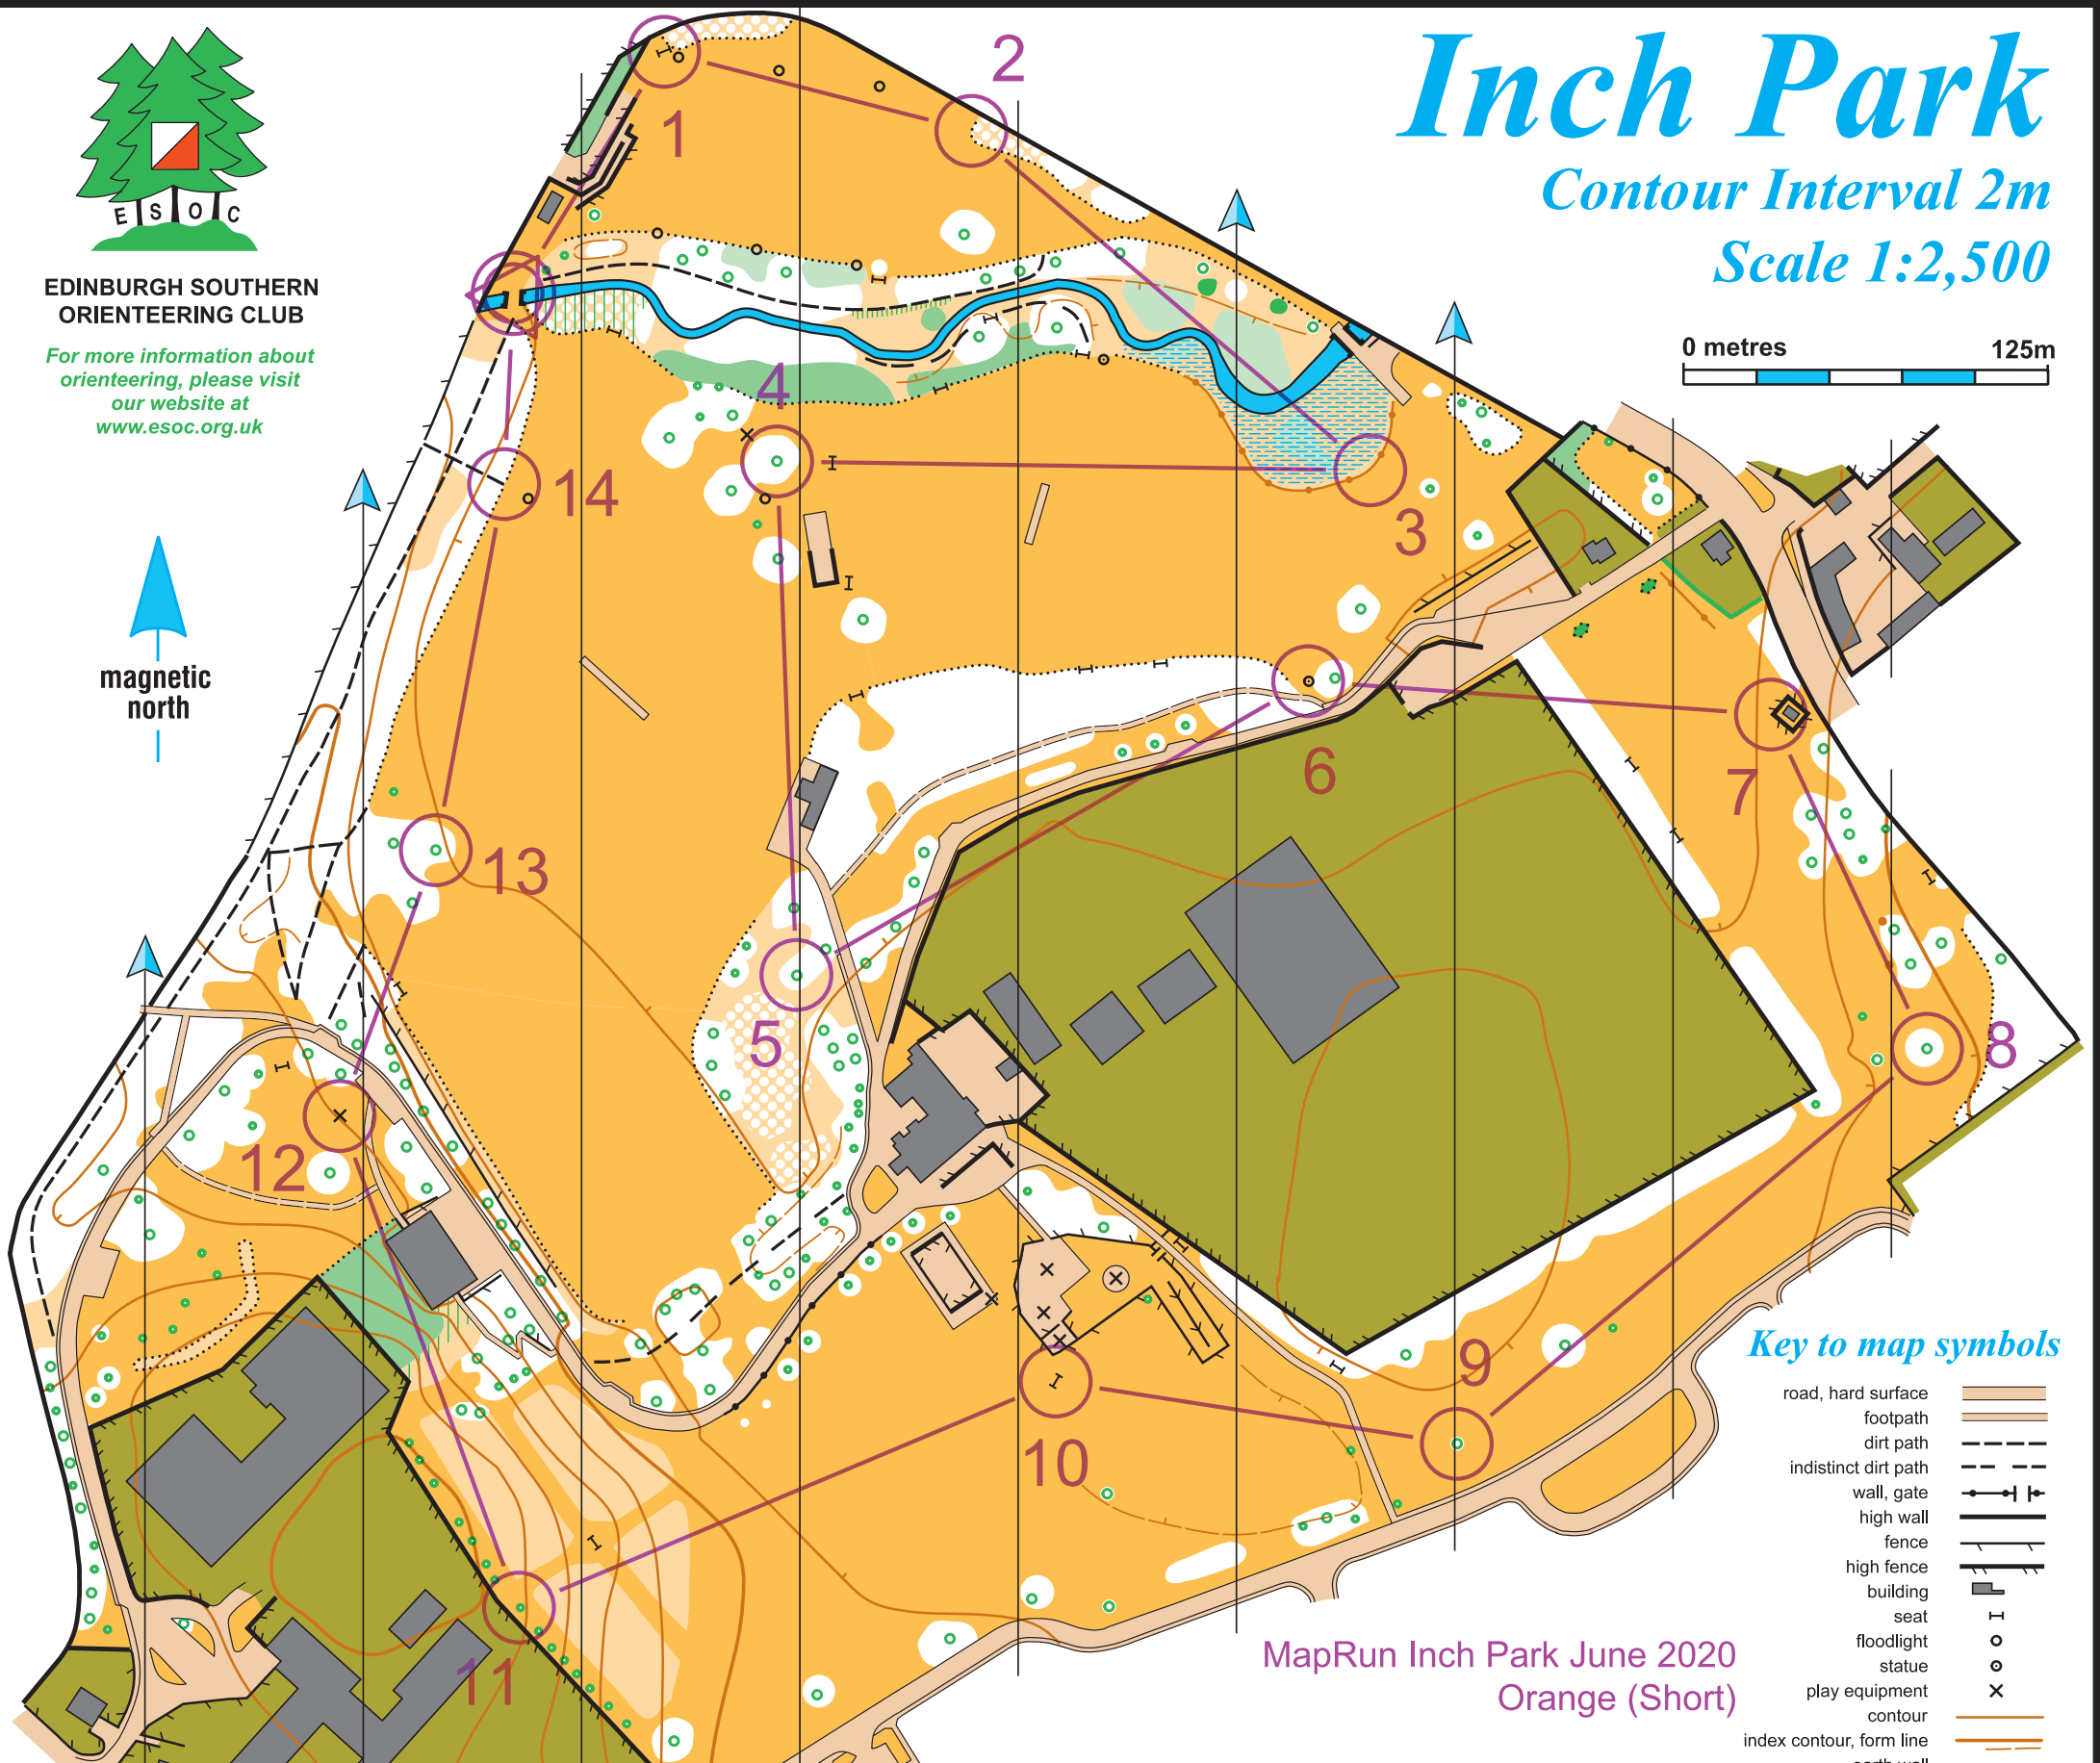 Inch Park
Contour Interval 2m
Scale 1:2,500
0 metres 125m
E S O C
EDINBURGH SOUTHERN
ORIENTEERING CLUB
For more information about
orienteering, please visit
our website at
www.esoc.org.uk
magnetic
north
1
2
3
4
5
6
7
8
9
10
11
12
13
14
MapRun Inch Park June 2020
Orange (Short)
Key to map symbols
road, hard surface
footpath
dirt path
indistinct dirt path
wall, gate
high wall
fence
high fence
building
seat
floodlight
statue
play equipment
contour
index contour, form line